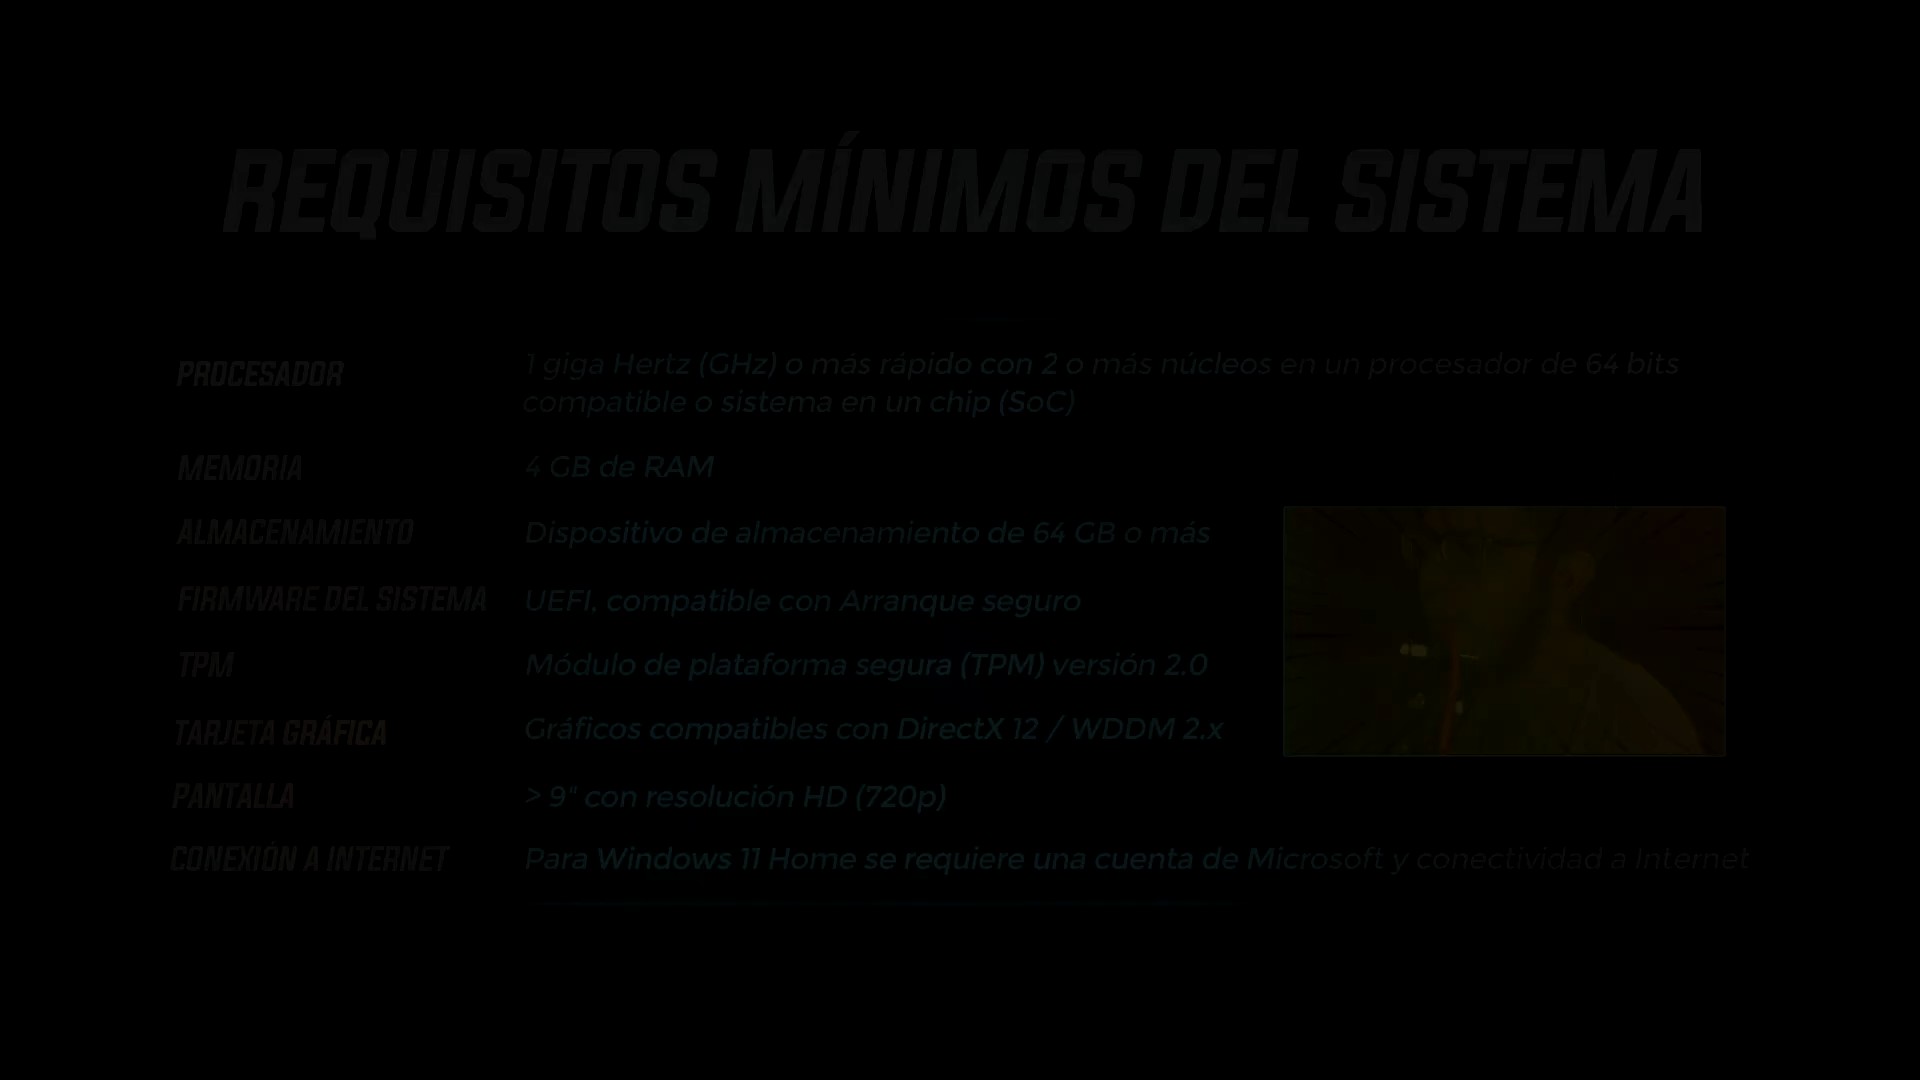 REQUISITOS MÍNIMOS DEL SISTEMA
PROCESADOR
1 giga Hertz (GHz) o más rápido con 2 o más núcleos en un procesador de 64 bits
compatible o sistema en un chip (SoC)
MEMORIA
4 GB de RAM
ALMACENAMIENTO
Dispositivo de almacenamiento de 64 GB o más
FIRMWARE DEL SISTEMA
UEFI, compatible con Arranque seguro
TPM
Módulo de plataforma segura (TPM) versión 2.0
TARJETA GRÁFICA
Gráficos compatibles con DirectX 12 / WDDM 2.x
PANTALLA
> 9" con resolución HD (720p)
CONEXIÓN A INTERNET
Para Windows 11 Home se requiere una cuenta de Microsoft y conectividad a Internet